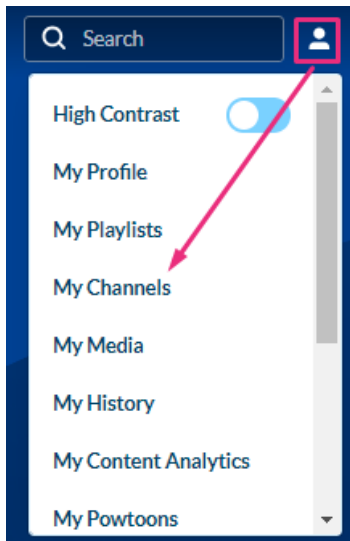 Search
High Contrast
My Profile
My Playlists
My Channels
My Media
My History
My Content Analytics
My Powtoons